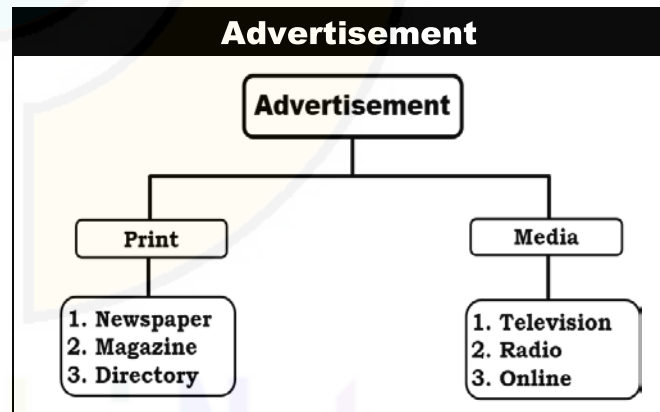 Advertisement
Advertisement
Print
Media
1. Newspaper
2. Magazine
3. Directory
1. Television
2. Radio
3. Online